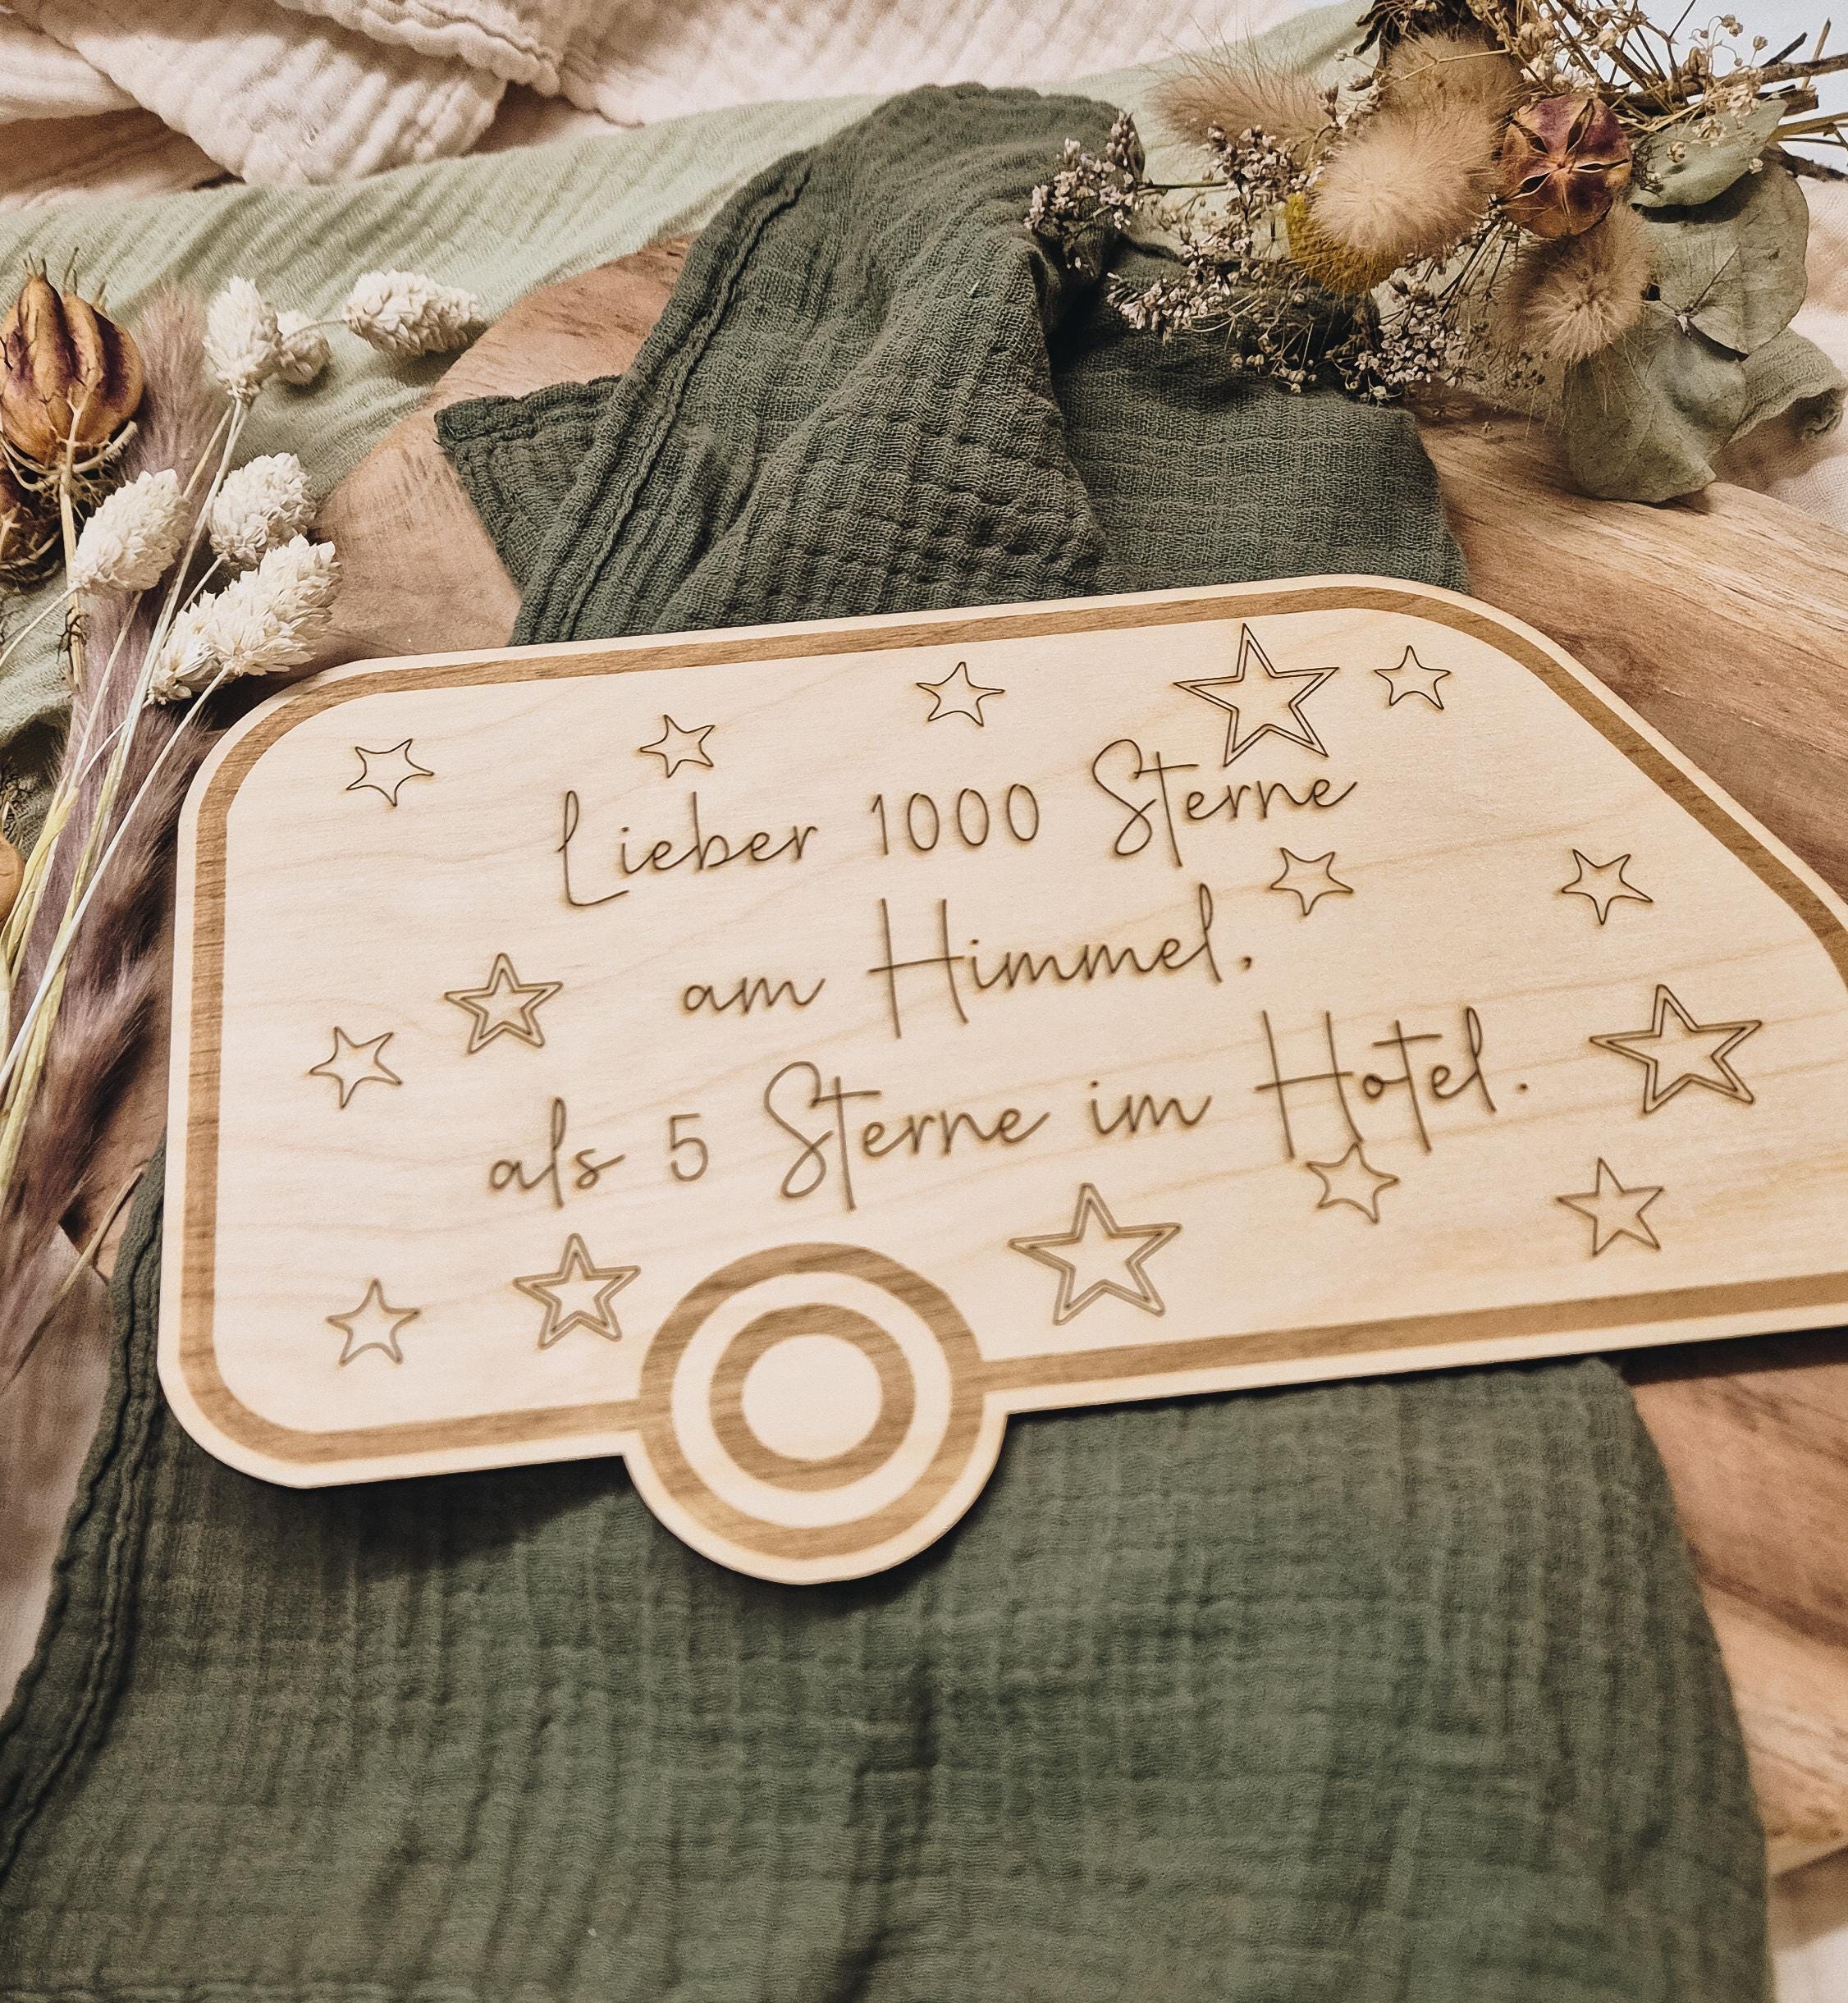 Lieber 1000 Sterne
am Himmel,
als 5 Sterne im Hotel.